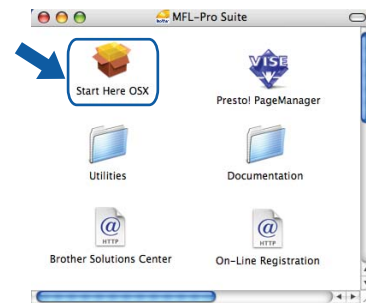 MFL-Pro Suite
Start Here OSX
VISE
Presto! PageManager
Utilities
Documentation
@
HTTP
@
HTTP
Brother Solutions Center
On-Line Registration